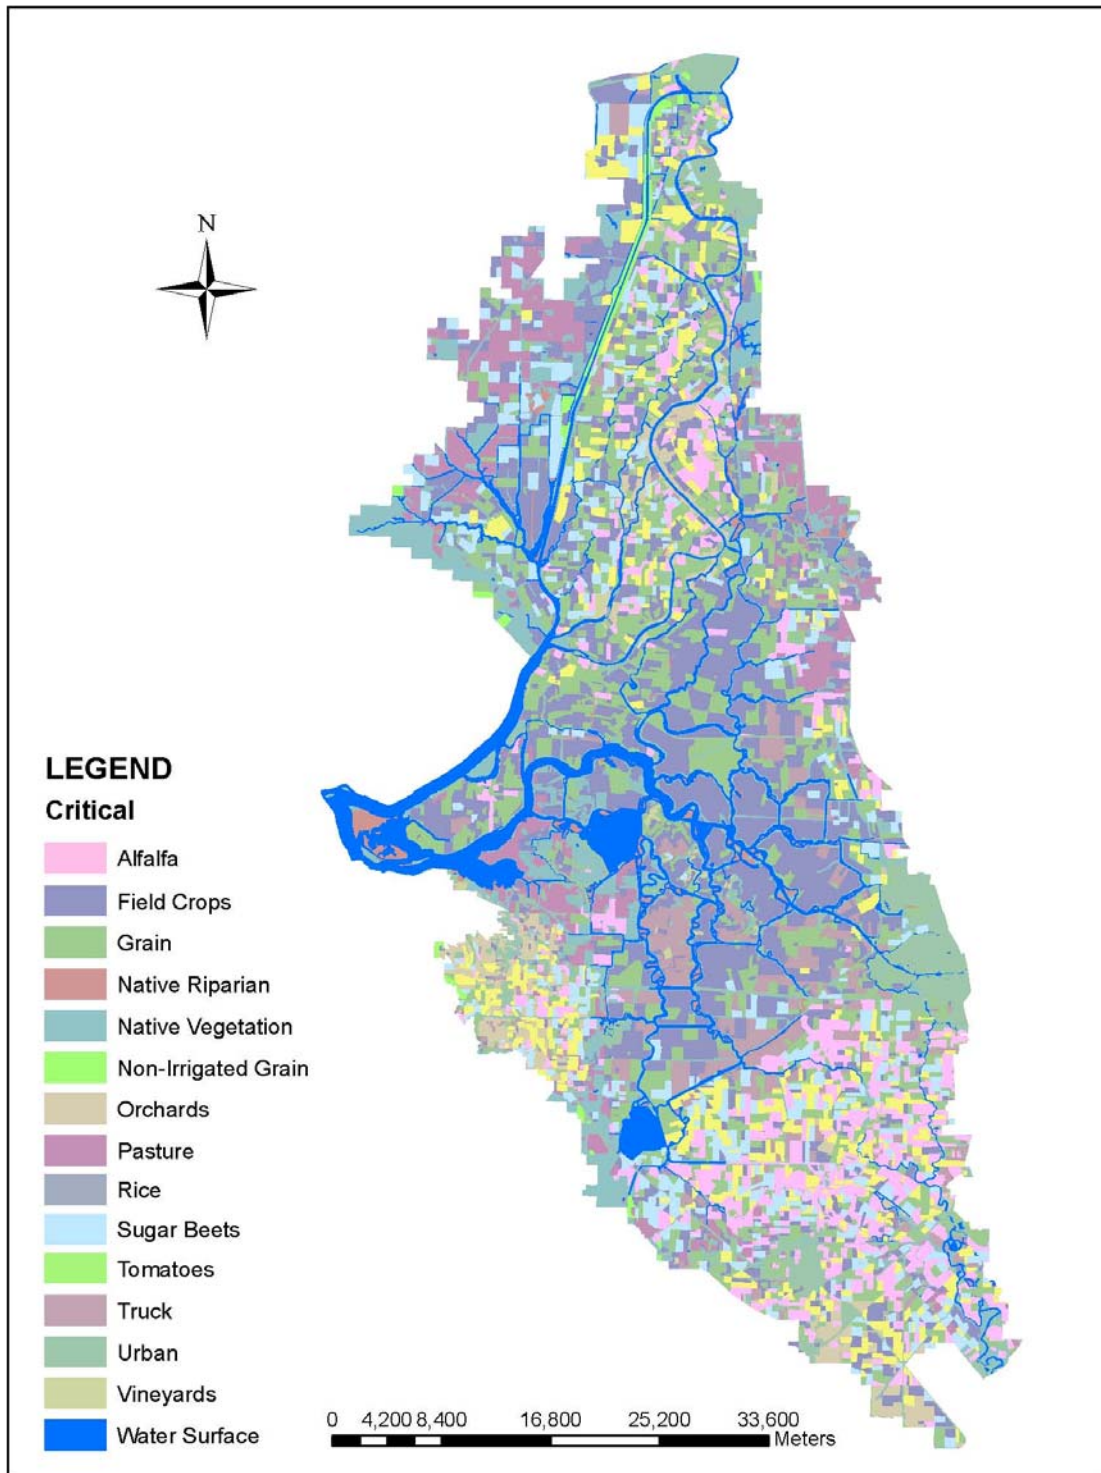 N
LEGEND
Critical
Alfalfa
Field Crops
Grain
Native Riparian
Native Vegetation
Non-Irrigated Grain
Orchards
Pasture
Rice
Sugar Beets
Tomatoes
Truck
Urban
Vineyards
Water Surface
0 4,200 8,400 16,800 25,200 33,600
Meters